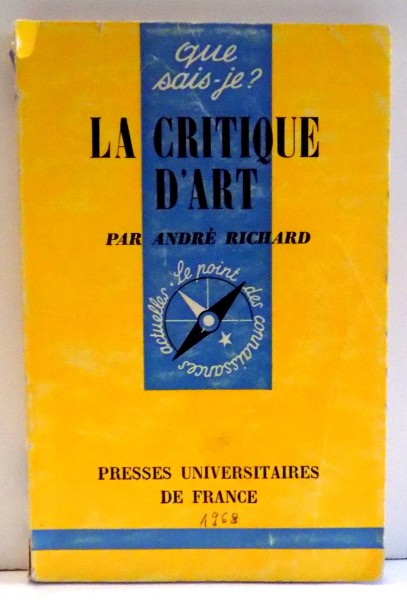 que
sais-je?
LA CRITIQUE
D'ART
PAR ANDRÉ RICHARD
Le point des connaissances actuelles
PRESSES UNIVERSITAIRES
DE FRANCE
1968